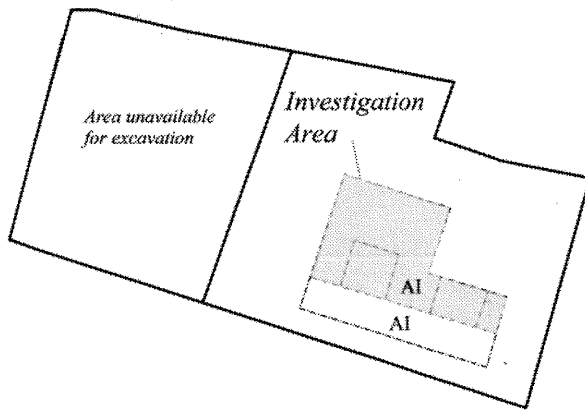 Area unavailable
for excavation
Investigation
Area
AI
AI